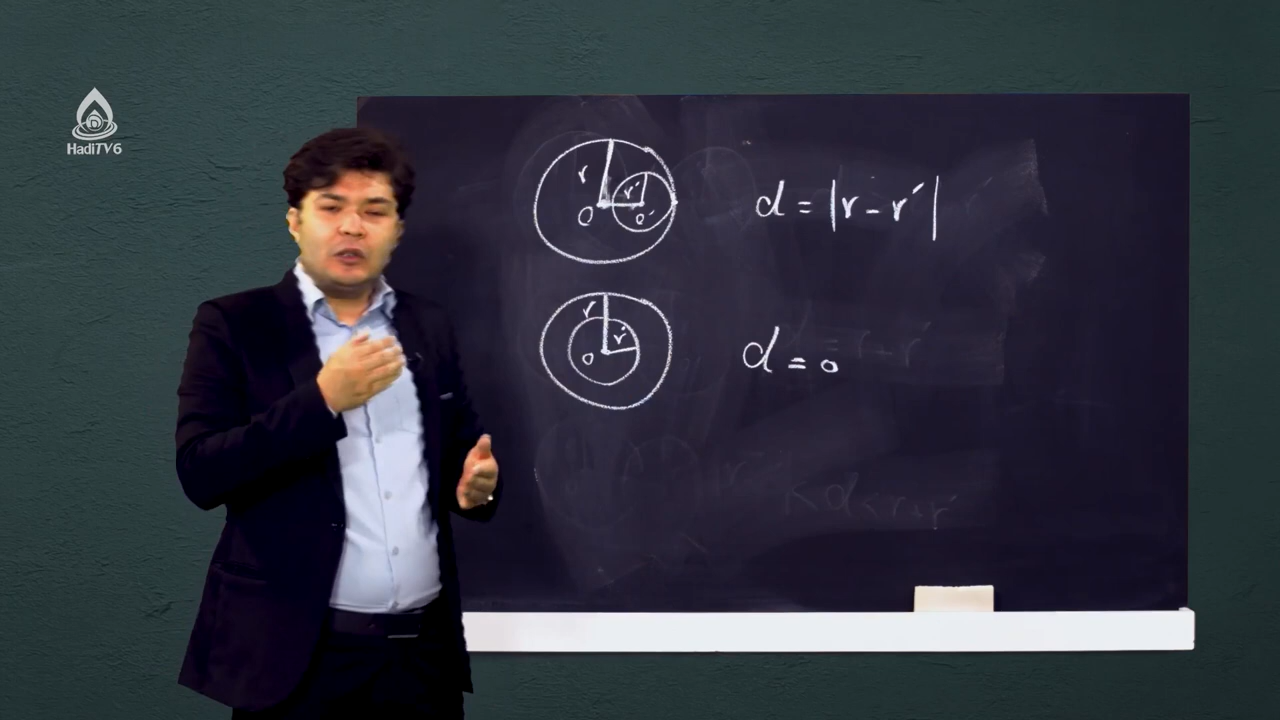 HadiTV6
r r′ o o′
d = |r - r′|
r r′ o
d = o
< d < r+r′